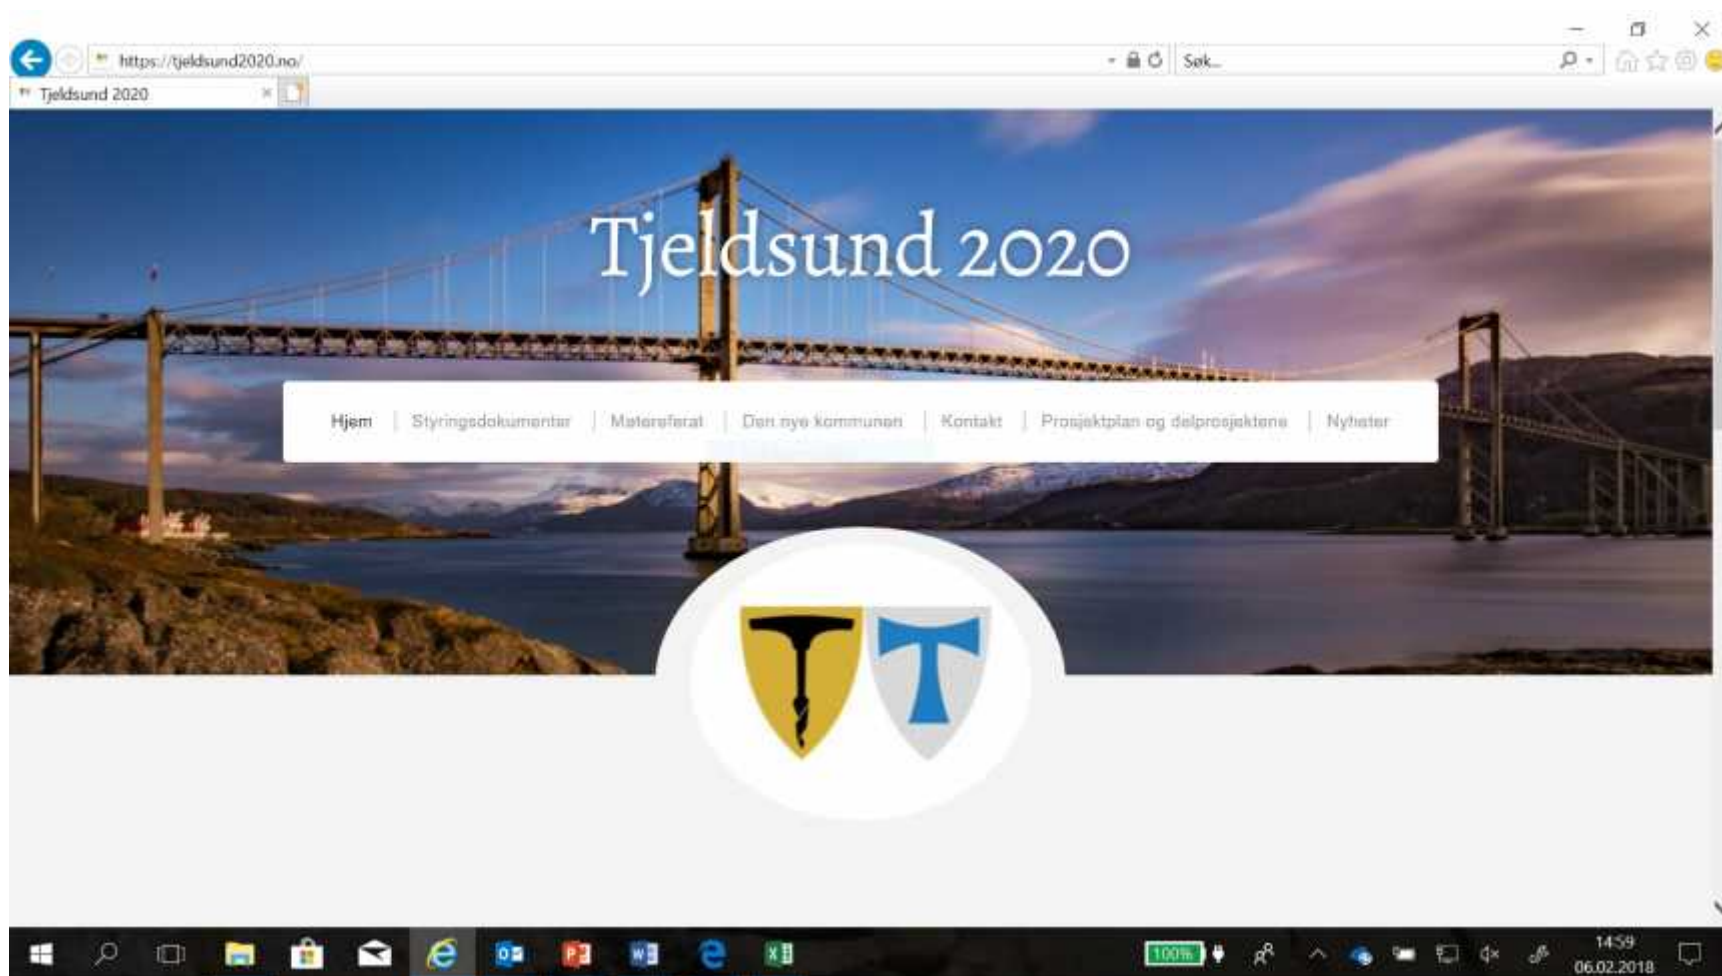 https://tjeldsund2020.no/
Søk...
Tjeldsund 2020
Tjeldsund 2020
Hjem | Styringsdokumenter | Møtereferat | Den nye kommunen | Kontakt | Prosjektplan og delprosjektene | Nyheter
100%
14:59
06.02.2018